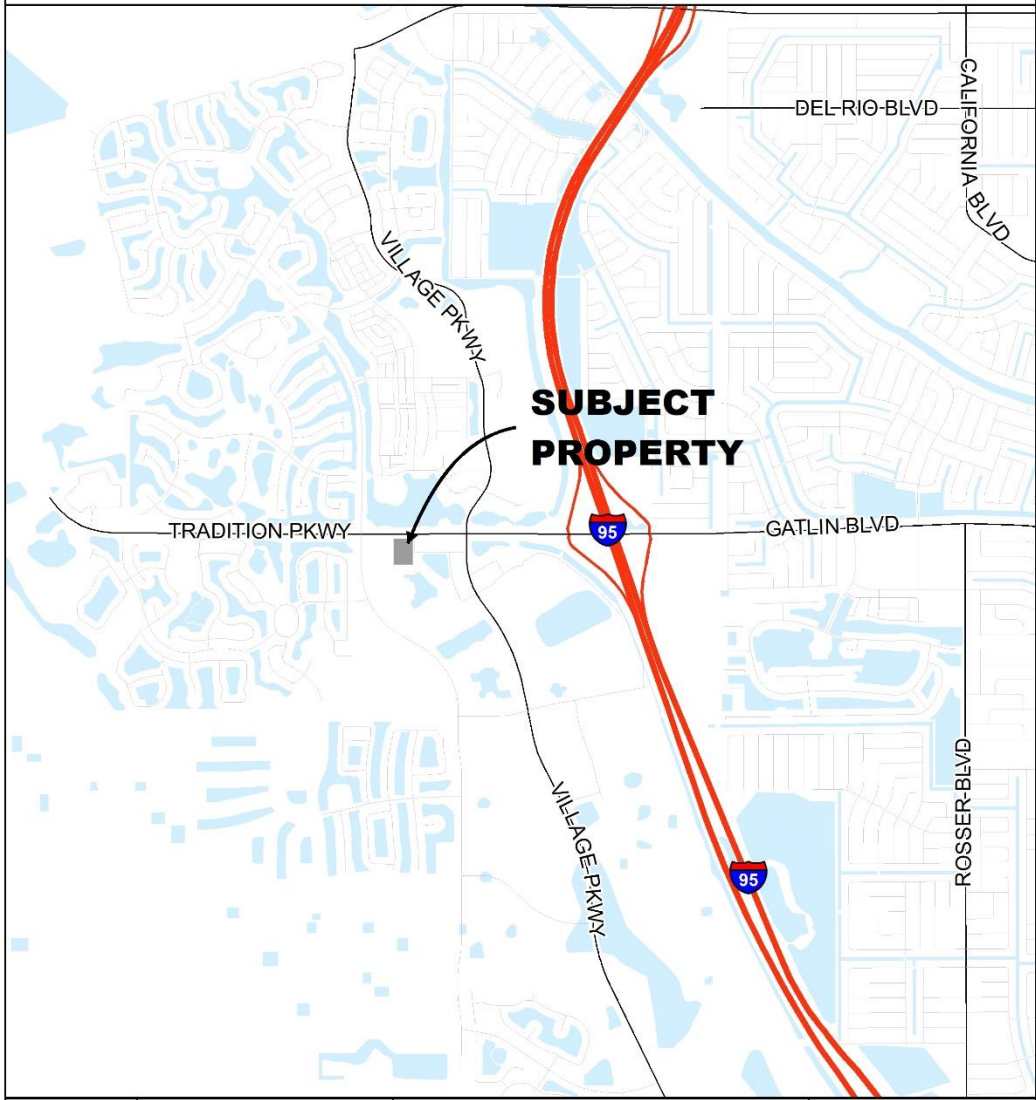 DEL RIO BLVD
CALIFORNIA BLVD
VILLAGE PKWY
SUBJECT
PROPERTY
TRADITION PKWY
95
GATLIN BLVD
ROSSER BLVD
VILLAGE PKWY
95